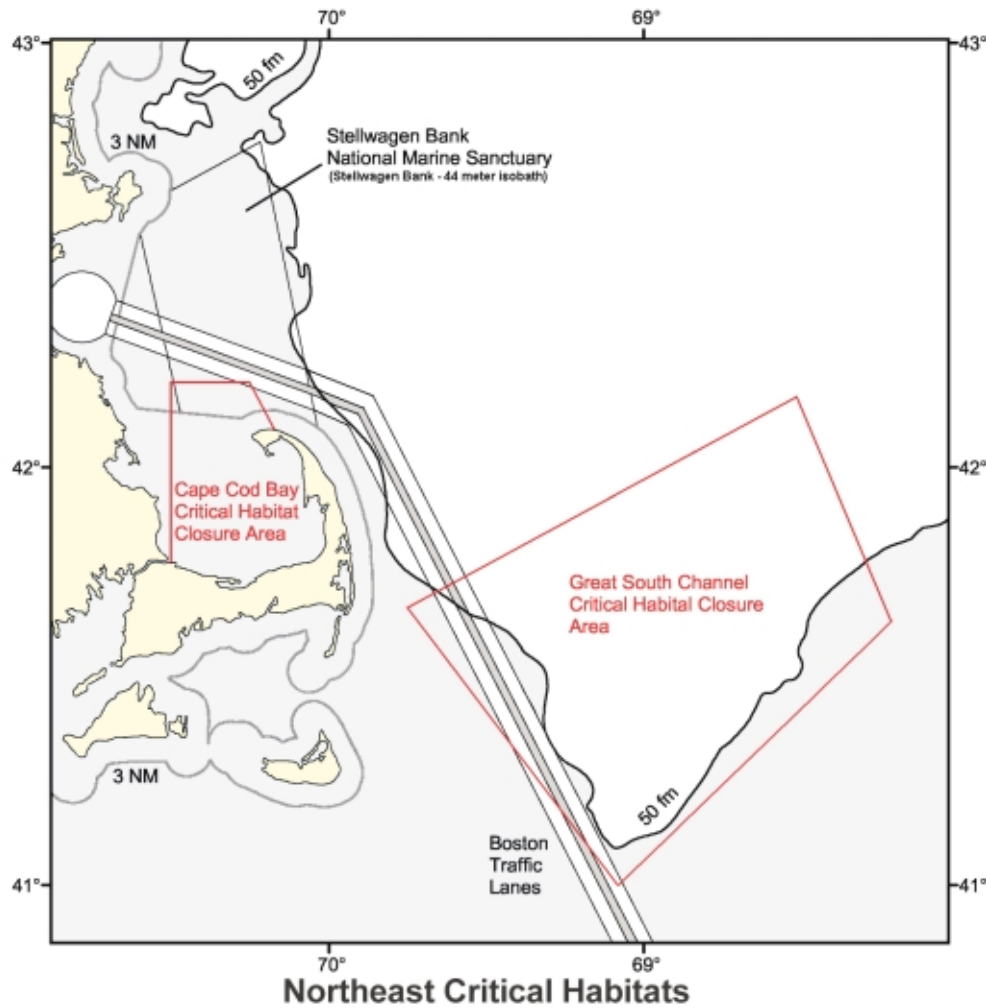 70°
69°
43°
43°
50 fm
3 NM
Stellwagen Bank
National Marine Sanctuary
(Stellwagen Bank - 44 meter isobath)
42°
42°
Cape Cod Bay
Critical Habitat
Closure Area
Great South Channel
Critical Habital Closure
Area
3 NM
50 fm
Boston
Traffic
Lanes
41°
41°
70°
69°
Northeast Critical Habitats